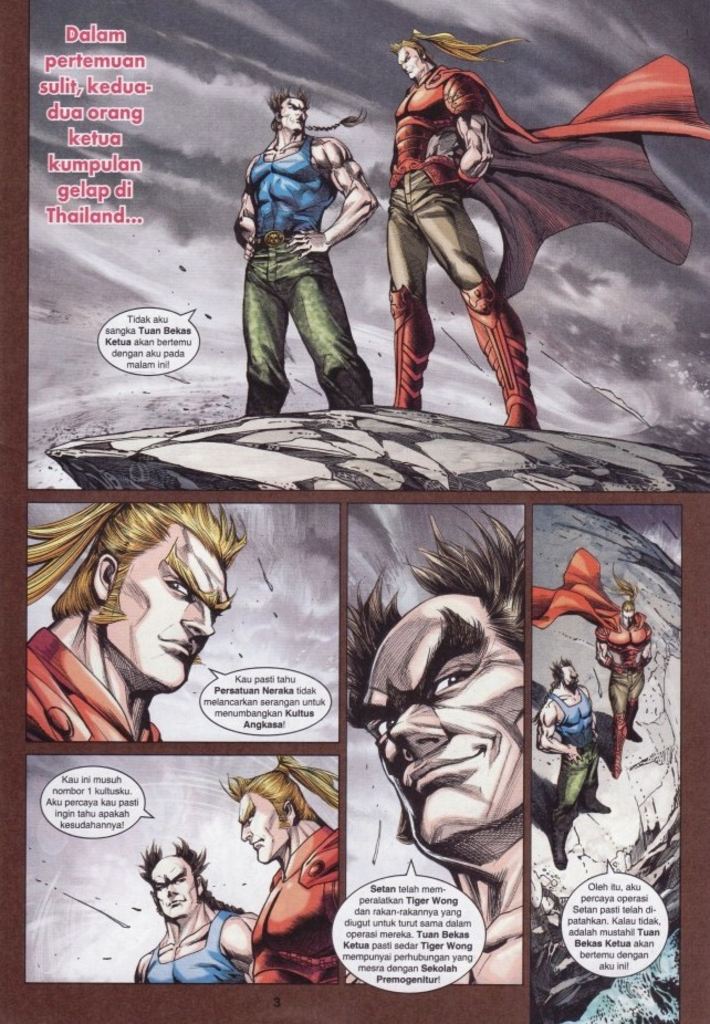 Dalam
pertemuan
sulit, kedua-
dua orang
ketua
kumpulan
gelap di
Thailand...
Tidak aku
sangka Tuan Bekas
Ketua akan bertemu
dengan aku pada
malam ini!
Kau pasti tahu
Persatuan Neraka tidak
melancarkan serangan untuk
menumbangkan Kultus
Angkasa!
Kau ini musuh
nombor 1 kultusku.
Aku percaya kau pasti
ingin tahu apakah
kesudahannya!
Setan telah mem-
peralatkan Tiger Wong
dan rakan-rakannya yang
diugut untuk turut sama dalam
operasi mereka. Tuan Bekas
Ketua pasti sedar Tiger Wong
mempunyai perhubungan yang
mesra dengan Sekolah
Premogenitur!
Oleh itu, aku
percaya operasi
Setan pasti telah di-
patahkan. Kalau tidak,
adalah mustahil Tuan
Bekas Ketua akan
bertemu dengan
aku ini!
3